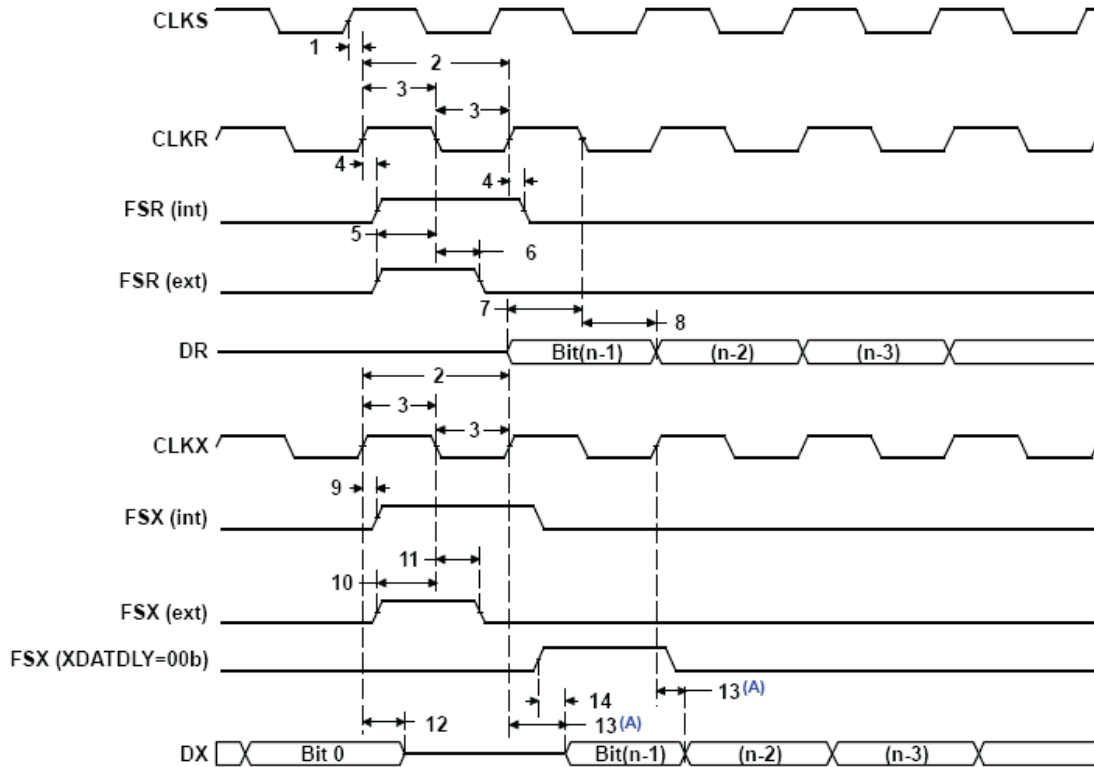 CLKS
1
2
3
3
CLKR
4
4
FSR (int)
5
6
FSR (ext)
7
8
DR
Bit(n-1)
(n-2)
(n-3)
2
3
3
CLKX
9
FSX (int)
11
10
FSX (ext)
FSX (XDATDLY=00b)
14
13(A)
12
13(A)
DX
Bit 0
Bit(n-1)
(n-2)
(n-3)